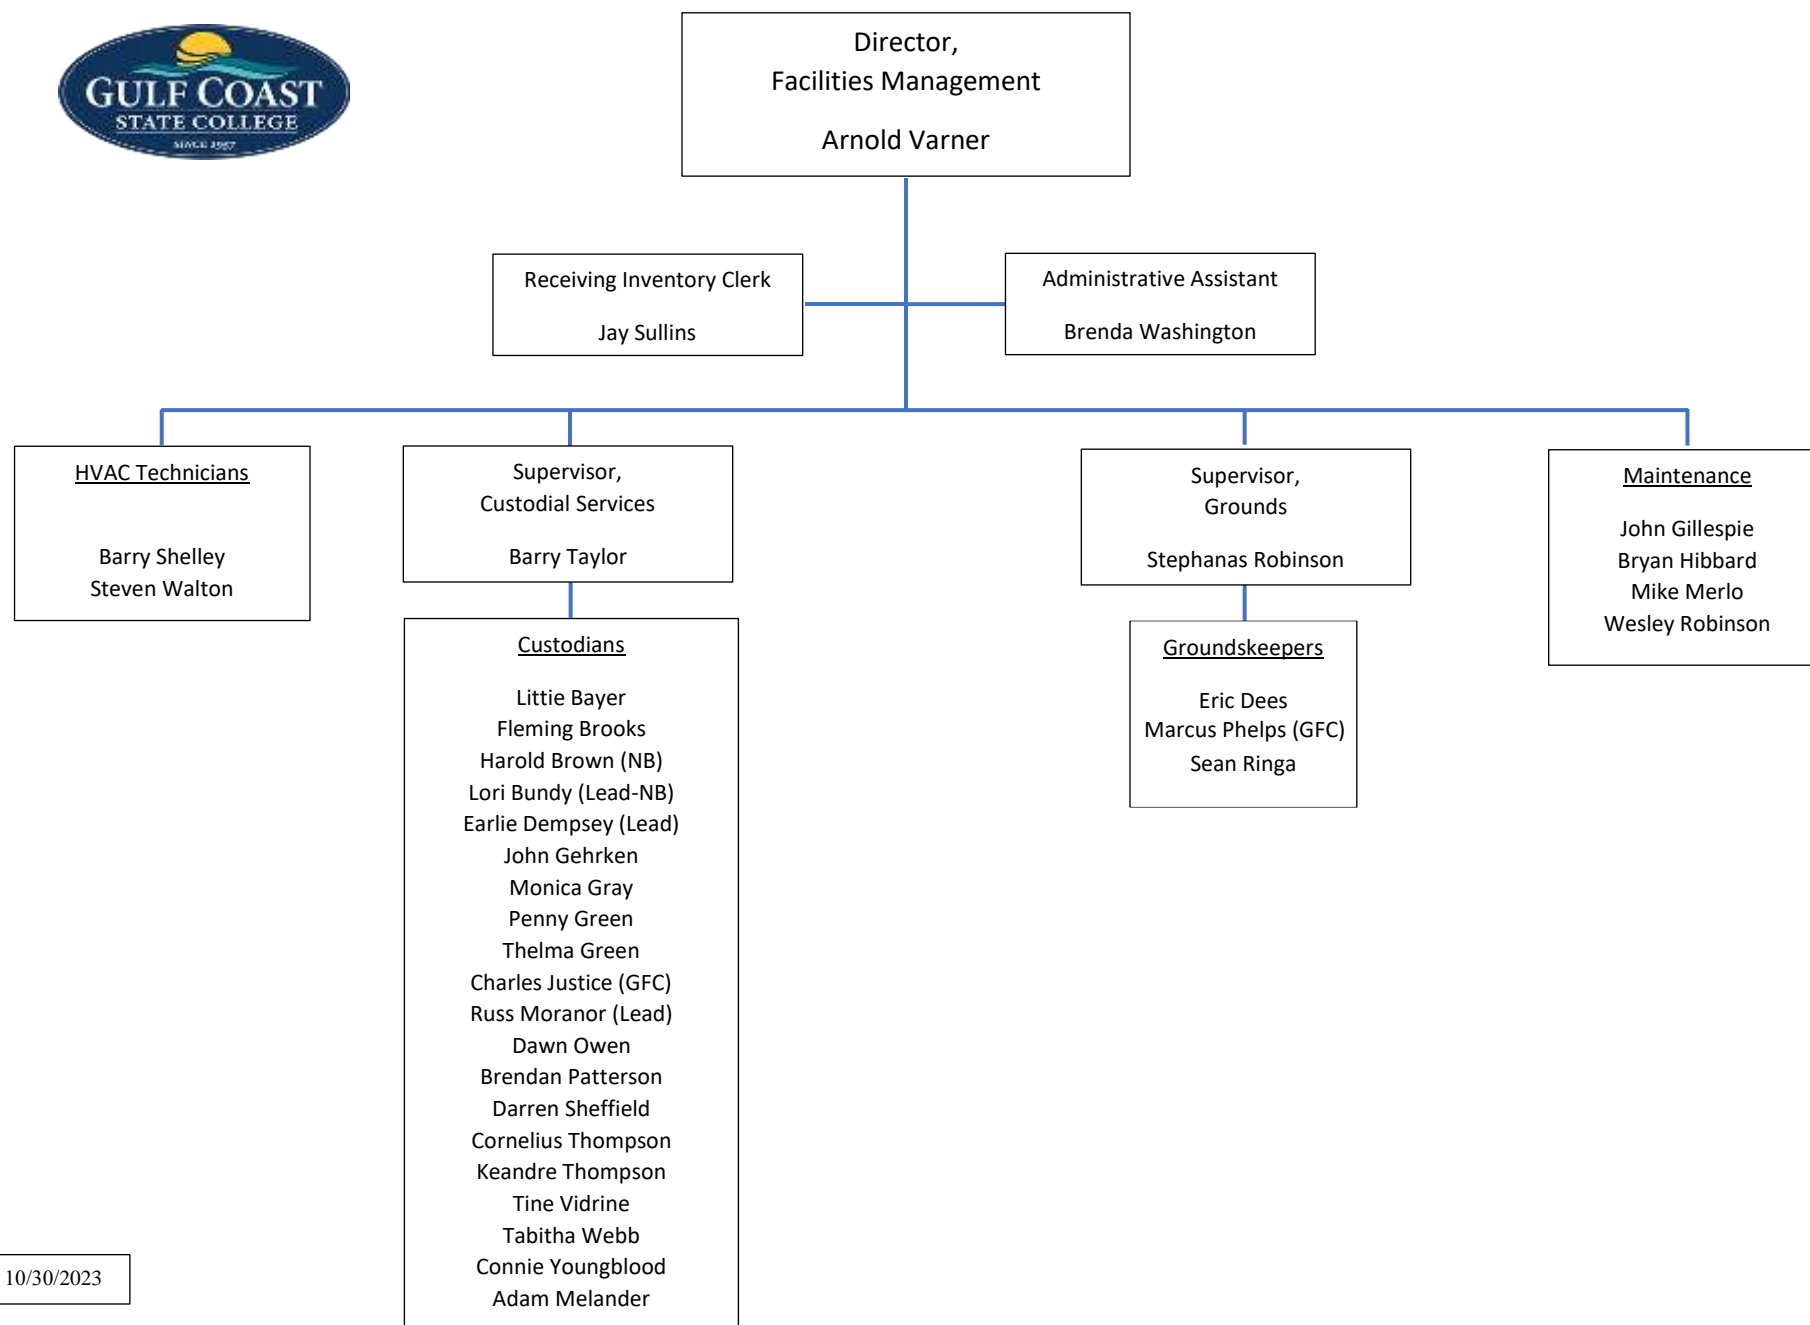 GULF COAST
STATE COLLEGE
SINCE 1957
Director,
Facilities Management
Arnold Varner
Receiving Inventory Clerk
Jay Sullins
Administrative Assistant
Brenda Washington
HVAC Technicians
Barry Shelley
Steven Walton
Supervisor,
Custodial Services
Barry Taylor
Custodians
Littie Bayer
Fleming Brooks
Harold Brown (NB)
Lori Bundy (Lead-NB)
Earlie Dempsey (Lead)
John Gehrken
Monica Gray
Penny Green
Thelma Green
Charles Justice (GFC)
Russ Moranor (Lead)
Dawn Owen
Brendan Patterson
Darren Sheffield
Cornelius Thompson
Keandre Thompson
Tine Vidrine
Tabitha Webb
Connie Youngblood
Adam Melander
Supervisor,
Grounds
Stephanas Robinson
Groundskeepers
Eric Dees
Marcus Phelps (GFC)
Sean Ringa
Maintenance
John Gillespie
Bryan Hibbard
Mike Merlo
Wesley Robinson
10/30/2023